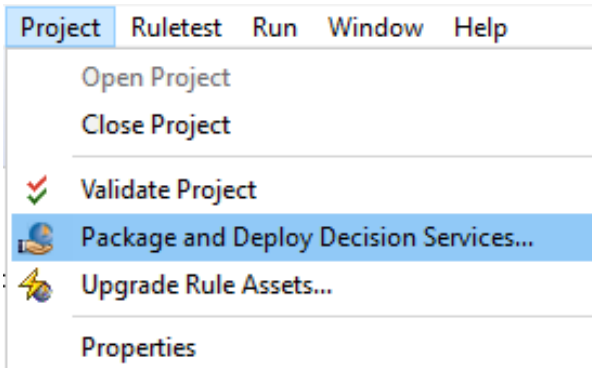 Project Ruletest Run Window Help
Open Project
Close Project
Validate Project
Package and Deploy Decision Services...
Upgrade Rule Assets...
Properties